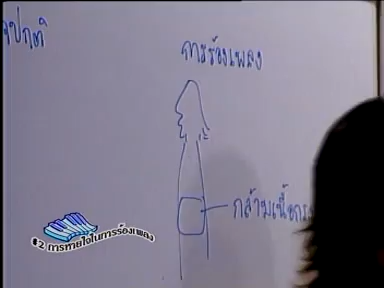 ปกติ
การร้องเพลง
กล้ามเนื้อ
#2 การหายใจในการร้องเพลง